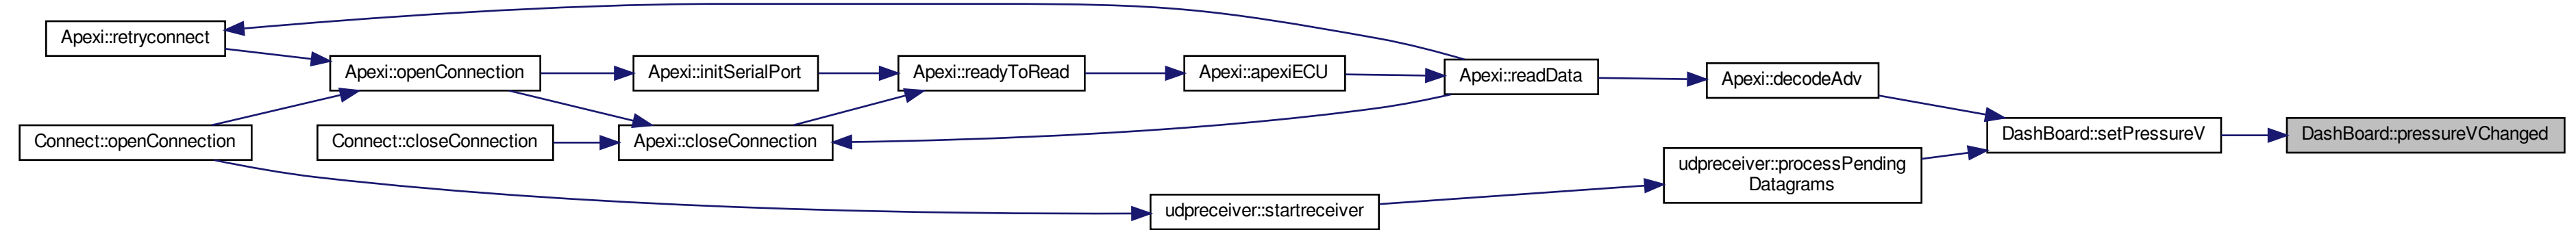 Apexi::retryconnect
Apexi::openConnection
Apexi::initSerialPort
Apexi::readyToRead
Apexi::apexiECU
Apexi::readData
Apexi::decodeAdv
Connect::openConnection
Connect::closeConnection
Apexi::closeConnection
DashBoard::setPressureV
DashBoard::pressureVChanged
udpreceiver::processPending
Datagrams
udpreceiver::startreceiver